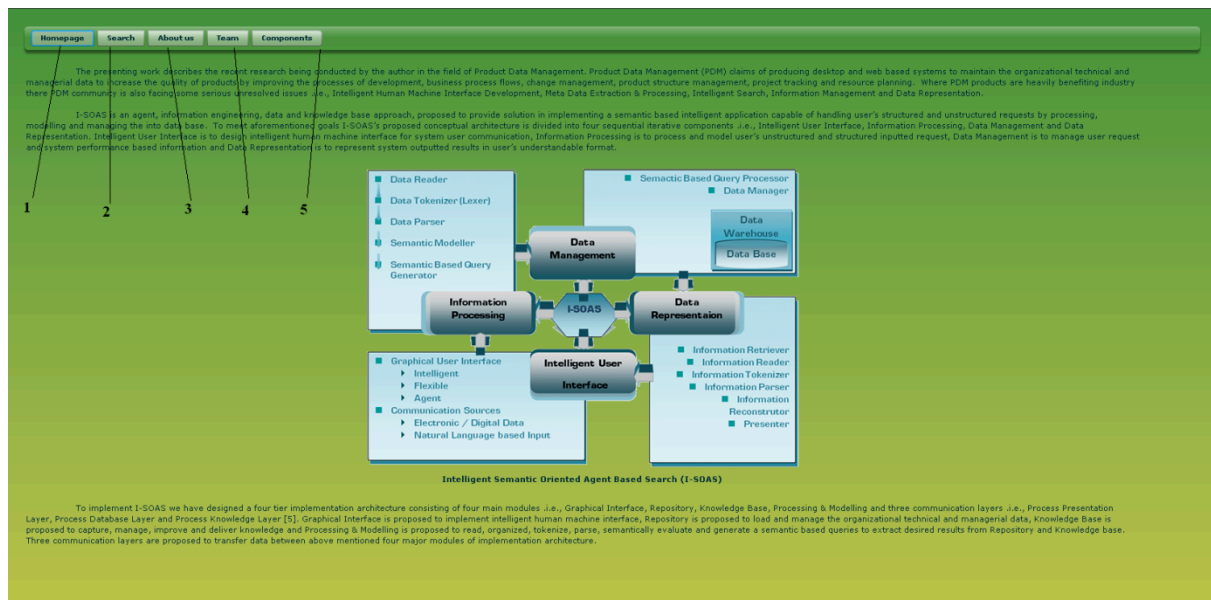 Homepage Search About us Team Components
The presenting work describes the recent research being conducted by the author in the field of Product Data Management. Product Data Management (PDM) claims of producing desktop and web based systems to maintain the organizational technical and
managerial data to increase the quality of products by improving the processes of development, business process flows, change management, product structure management, project tracking and resource planning. Where PDM products are heavily benefiting industry
there PDM community is also facing some serious unresolved issues .i.e., Intelligent Human Machine Interface Development, Meta Data Extraction & Processing, Intelligent Search, Information Management and Data Representation.
I-SOAS is an agent, information engineering, data and knowledge base approach, proposed to provide solution in implementing a semantic based intelligent application capable of handling user's structured and unstructured requests by processing,
modelling and managing the into data base. To meet aforementioned goals I-SOAS's proposed conceptual architecture is divided into four sequential iterative components .i.e., Intelligent User Interface, Information Processing, Data Management and Data
Representation. Intelligent User Interface is to design intelligent human machine interface for system user communication, Information Processing is to process and model user's unstructured and structured inputted request, Data Management is to manage user request
and system performance based information and Data Representation is to represent system outputted results in user's understandable format.
1 2 3 4 5
Data Reader
Data Tokenizer (Lexer)
Data Parser
Semantic Modeller
Semantic Based Query
Generator
Semactic Based Query Processor
Data Manager
Data
Warehouse
Data Base
Data
Management
Information
Processing
I-SOAS
Data
Representaion
Intelligent User
Interface
Graphical User Interface
Intelligent
Flexible
Agent
Communication Sources
Electronic / Digital Data
Natural Language based Input
Information Retriever
Information Reader
Information Tokenizer
Information Parser
Information
Reconstrutor
Presenter
Intelligent Semantic Oriented Agent Based Search (I-SOAS)
To implement I-SOAS we have designed a four tier implementation architecture consisting of four main modules .i.e., Graphical Interface, Repository, Knowledge Base, Processing & Modelling and three communication layers .i.e., Process Presentation
Layer, Process Database Layer and Process Knowledge Layer [5]. Graphical Interface is proposed to implement intelligent human machine interface, Repository is proposed to load and manage the organizational technical and managerial data, Knowledge Base is
proposed to capture, manage, improve and deliver knowledge and Processing & Modelling is proposed to read, organized, tokenize, parse, semantically evaluate and generate a semantic based queries to extract desired results from Repository and Knowledge base.
Three communication layers are proposed to transfer data between above mentioned four major modules of implementation architecture.